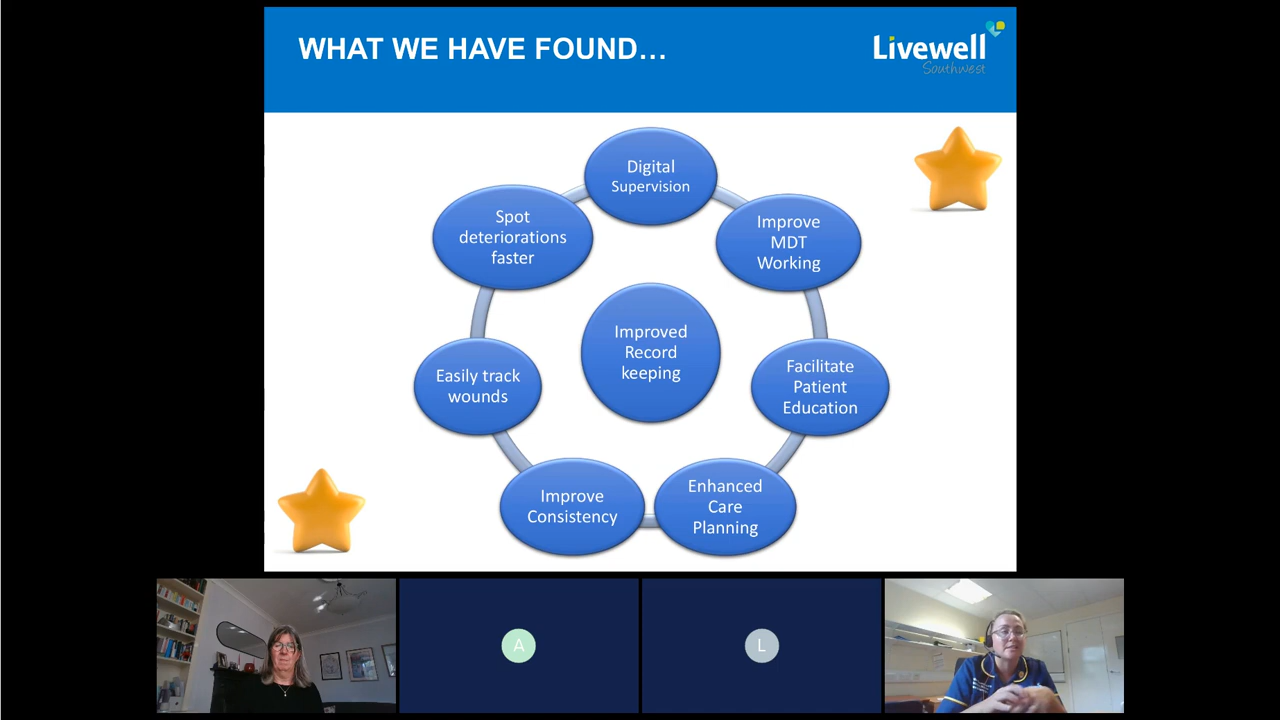 WHAT WE HAVE FOUND...
Livewell
Southwest
Digital
Supervision
Improve
MDT
Working
Facilitate
Patient
Education
Enhanced
Care
Planning
Improve
Consistency
Easily track
wounds
Spot
deteriorations
faster
Improved
Record
keeping
A
L